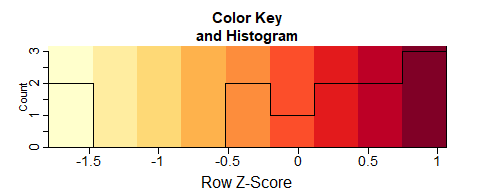 Color Key
and Histogram
Count
3
2
1
0
-1.5 -1 -0.5 0 0.5 1
Row Z-Score